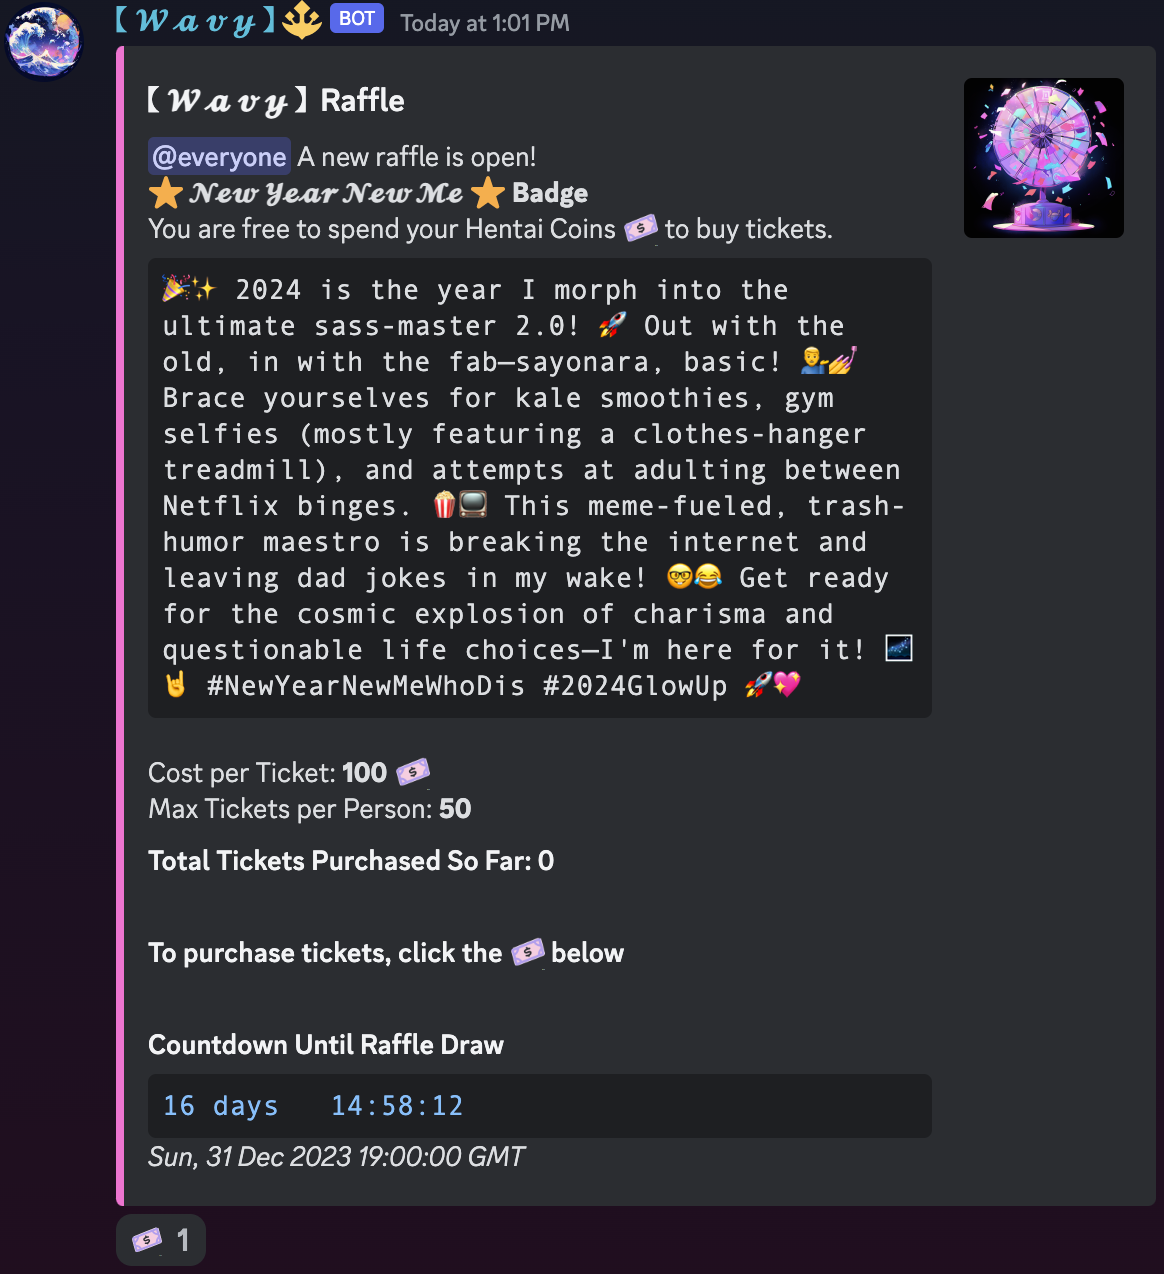 【 𝓦 𝓪 𝓿 𝔂 】 BOT Today at 1:01 PM
【 𝓦 𝓪 𝓿 𝔂 】 Raffle
@everyone A new raffle is open!
⭐ 𝓝𝓮𝔀 𝓨𝓮𝓪𝓻 𝓝𝓮𝔀 𝓜𝓮 ⭐ Badge
You are free to spend your Hentai Coins to buy tickets.
🎉✨ 2024 is the year I morph into the
ultimate sass-master 2.0! 🚀 Out with the
old, in with the fab—sayonara, basic! 💁‍♂️💅
Brace yourselves for kale smoothies, gym
selfies (mostly featuring a clothes-hanger
treadmill), and attempts at adulting between
Netflix binges. 🍿📺 This meme-fueled, trash-
humor maestro is breaking the internet and
leaving dad jokes in my wake! 🤓😂 Get ready
for the cosmic explosion of charisma and
questionable life choices—I'm here for it! 🌌
🤘 #NewYearNewMeWhoDis #2024GlowUp 🚀💖
Cost per Ticket: 100
Max Tickets per Person: 50
Total Tickets Purchased So Far: 0
To purchase tickets, click the below
Countdown Until Raffle Draw
16 days 14:58:12
Sun, 31 Dec 2023 19:00:00 GMT
1